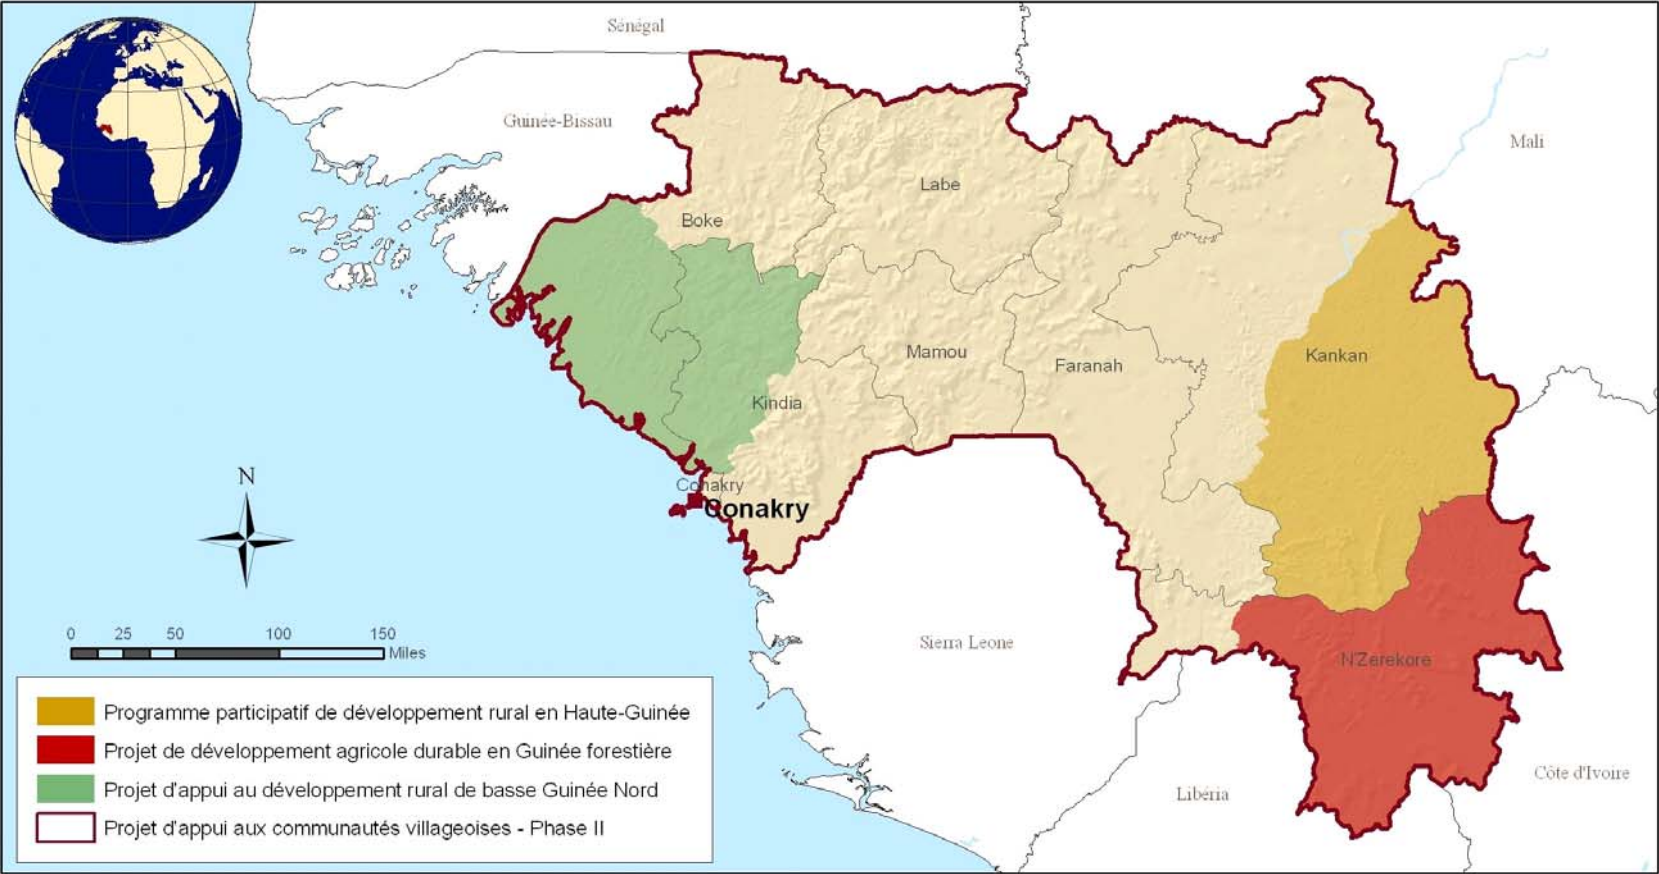 Sénégal
Guinée-Bissau
Mali
Labe
Boke
Mamou
Faranah
Kankan
Kindia
Conakry
Conakry
N
0 25 50 100 150
Miles
Sierra Leone
N'Zerekore
Libéria
Côte d'Ivoire
Programme participatif de développement rural en Haute-Guinée
Projet de développement agricole durable en Guinée forestière
Projet d'appui au développement rural de basse Guinée Nord
Projet d'appui aux communautés villageoises - Phase II